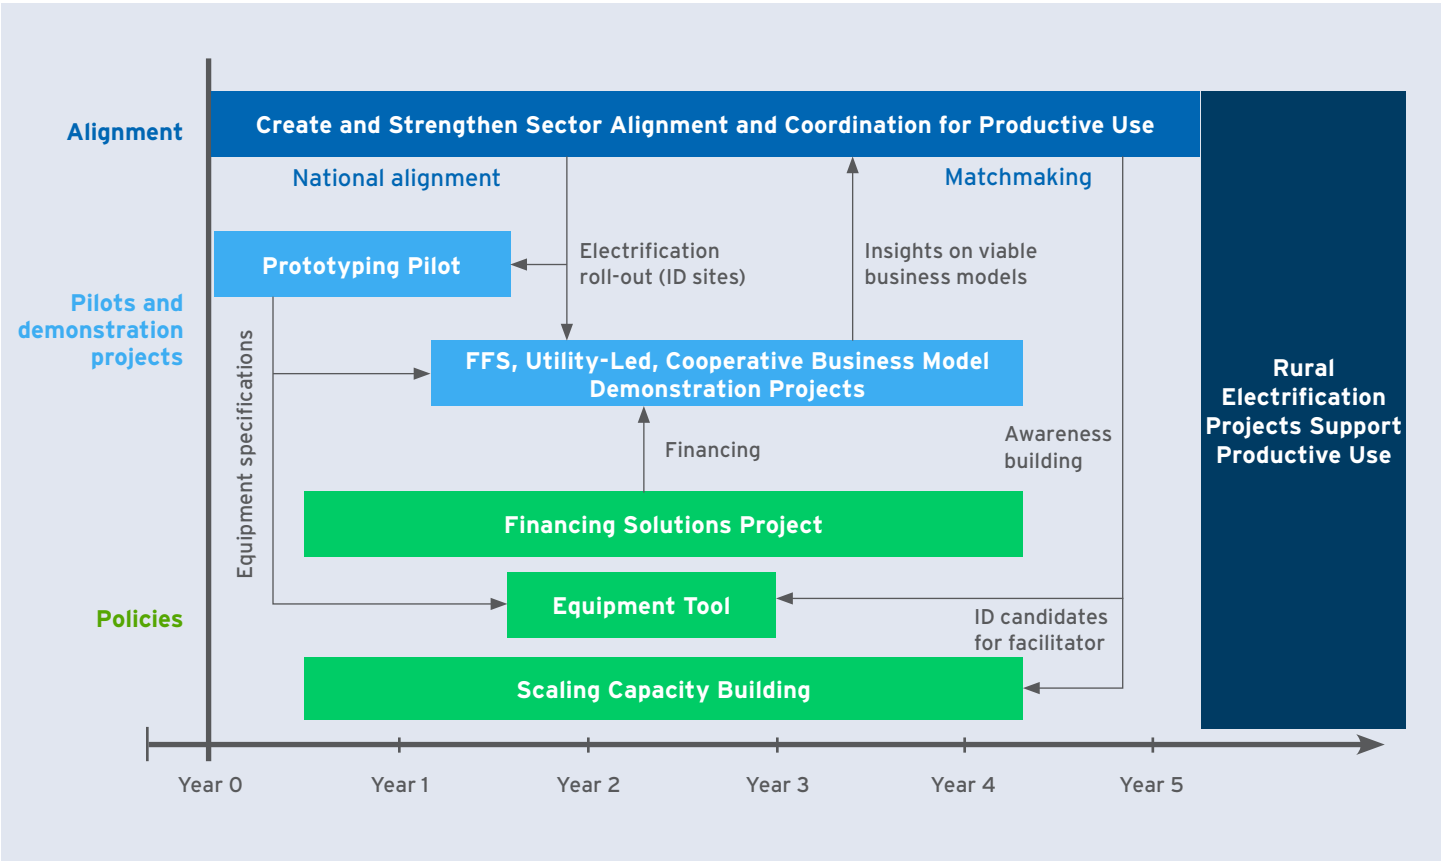 Alignment
Create and Strengthen Sector Alignment and Coordination for Productive Use
National alignment
Matchmaking
Prototyping Pilot
Electrification
roll-out (ID sites)
Insights on viable
business models
Pilots and
demonstration
projects
Equipment specifications
FFS, Utility-Led, Cooperative Business Model
Demonstration Projects
Rural
Electrification
Projects Support
Productive Use
Financing
Awareness
building
Financing Solutions Project
Policies
Equipment Tool
ID candidates
for facilitator
Scaling Capacity Building
Year 0
Year 1
Year 2
Year 3
Year 4
Year 5